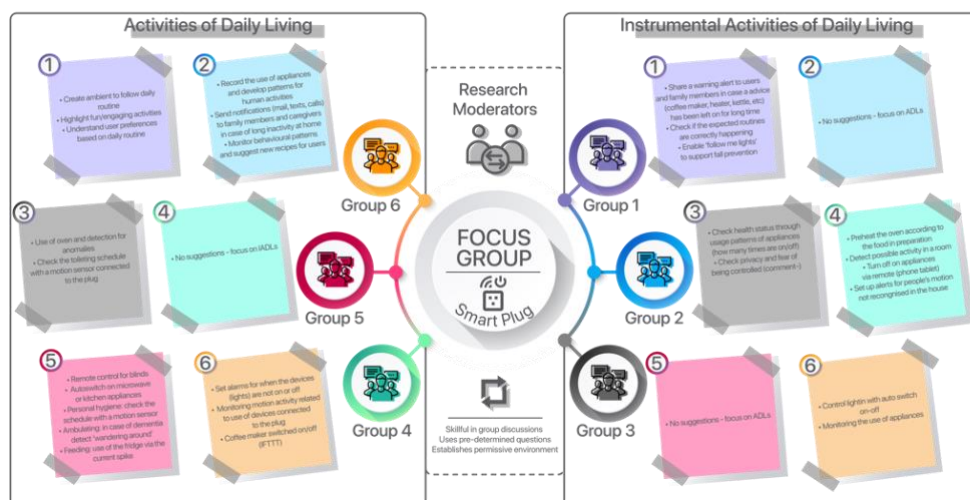 Activities of Daily Living
1
• Create ambient to follow daily
routine
• Highlight fun/engaging activities
• Understand user preferences
based on daily routine
2
• Record the use of appliances
and develop patterns for
human activities
• Send notifications (mail, texts, calls)
to family members and caregivers
in case of long inactivity at home
• Monitor behavioural patterns
and suggest new recipes for users
3
• Use of oven and detection for
anomalies
• Check the toileting schedule
with a motion sensor connected
to the plug
4
• No suggestions - focus on IADLs
5
• Remote control for blinds
• Autoswitch on microwave
or kitchen appliances
• Personal hygiene: check the
schedule with a motion sensor
• Ambulating: in case of dementia
detect 'wandering around'
• Feeding: use of the fridge via the
current spike
6
• Set alarms for when the devices
(lights) are not on or off
• Monitoring motion activity related
to use of devices connected
to the plug
• Coffee maker switched on/off
(IFTTT)
Research
Moderators
Group 6
Group 5
Group 4
FOCUS
GROUP
Smart Plug
Group 1
Group 2
Group 3
Skillful in group discussions
Uses pre-determined questions
Establishes permissive environment
Instrumental Activities of Daily Living
1
• Share a warning alert to users
and family members in case a advice
(coffee maker, heater, kettle, etc)
has been left on for long time
• Check if the expected routines
are correctly happening
• Enable 'follow me lights'
to support fall prevention
2
• No suggestions - focus on ADLs
3
• Check health status through
usage patterns of appliances
(how many times are on/off)
• Check privacy and fear of
being controlled (comment-)
4
• Preheat the oven according to
the food in preparation
• Detect possible activity in a room
• Turn off on appliances
via remote (phone tablet)
• Set up alerts for people's motion
not recongnised in the house
5
• No suggestions - focus on ADLs
6
• Control lightin with auto switch
on-off
• Monitoring the use of appliances